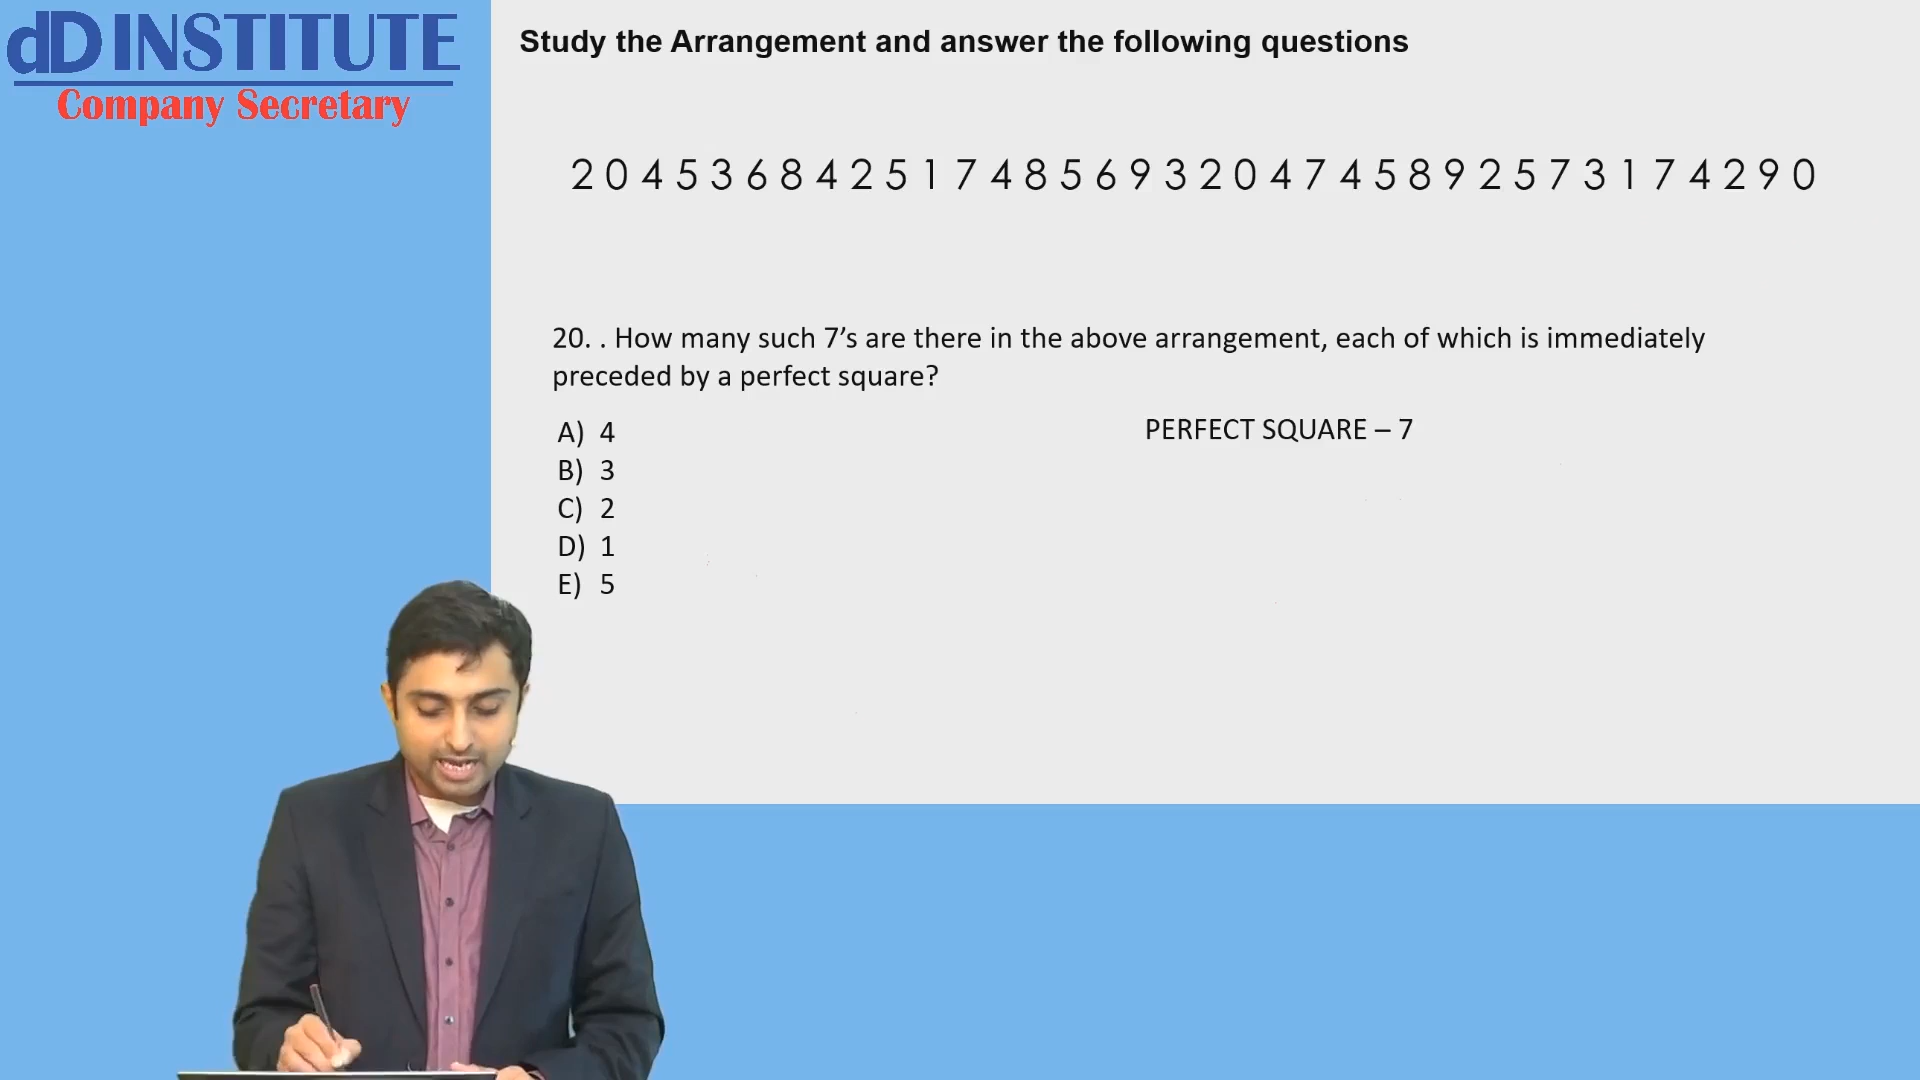 dD INSTITUTE
Company Secretary
Study the Arrangement and answer the following questions
2 0 4 5 3 6 8 4 2 5 1 7 4 8 5 6 9 3 2 0 4 7 4 5 8 9 2 5 7 3 1 7 4 2 9 0
20. . How many such 7’s are there in the above arrangement, each of which is immediately
preceded by a perfect square?
A) 4
B) 3
C) 2
D) 1
E) 5
PERFECT SQUARE – 7